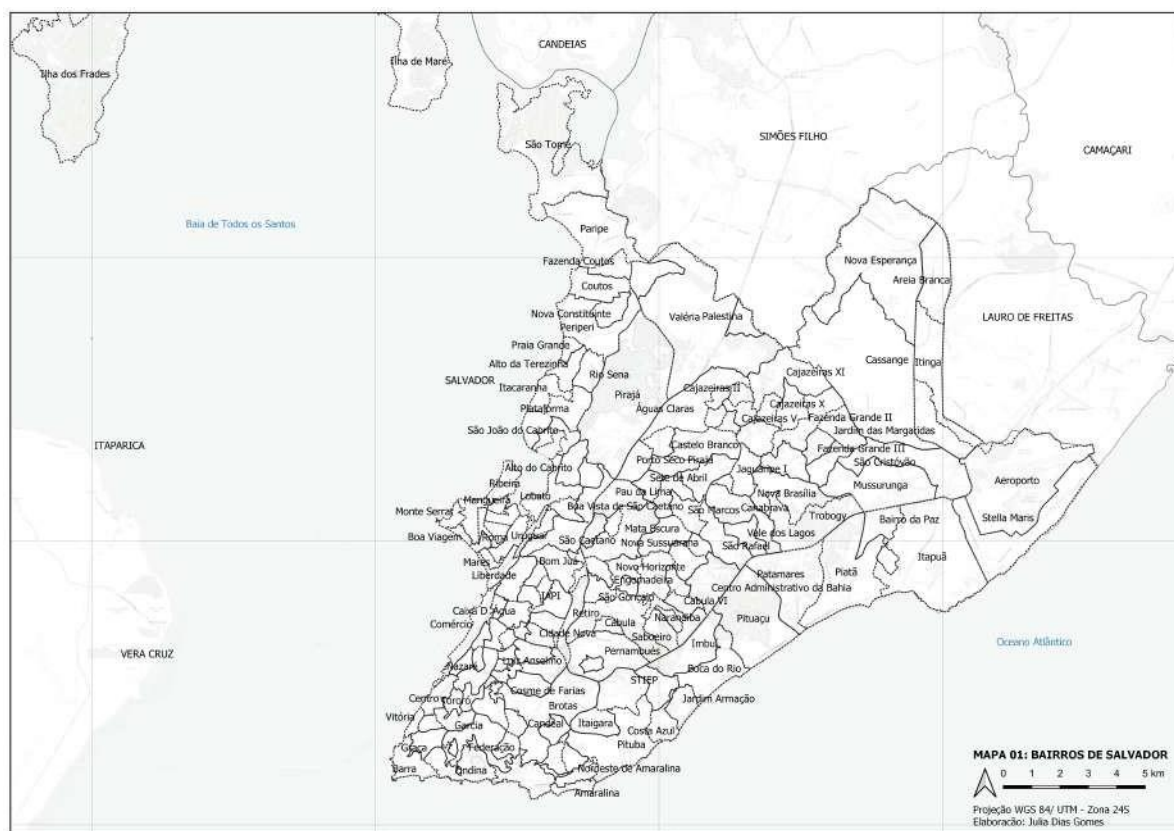 CANDEIAS
Ilha de Maré
Ilha dos Frades
SIMÕES FILHO
São Tomé
CAMAÇARI
Baia de Todos os Santos
Paripe
Fazenda Coutos
Nova Esperança
Areia Branca
Coutos
Nova Constituinte
Valéria
Palestina
LAURO DE FREITAS
Periperi
Praia Grande
Cassange
Itinga
Alto da Terezinha
Rio Sena
Cajazeiras XI
SALVADOR
Itacaranha
Pirajá
Cajazeiras II
Plataforma
Águas Claras
Cajazeiras X
Cajazeiras V
Fazenda Grande II
São João do Cabrito
Jardim das Margaridas
ITAPARICA
Castelo Branco
Fazenda Grande III
Porto Seco Pirajá
São Cristóvão
Alto do Cabrito
Jaguaripe I
Sete de Abril
Aeroporto
Ribeira
Mussurunga
Mangueira
Lobato
Pau da Lima
Nova Brasília
Boa Vista de São Caetano
São Marcos
Canabrava
Monte Serrat
Trobogy
Bairro da Paz
Stella Maris
Mata Escura
Vale dos Lagos
Boa Viagem
Roma
Uruguai
São Caetano
Nova Sussuarana
São Rafael
Itapuã
Mares
Bom Juá
Novo Horizonte
Liberdade
Engomadeira
Patamares
Piatã
Centro Administrativo da Bahia
IAPI
São Gonçalo
Cabula VI
Caixa D'Água
Retiro
Narandiba
Comércio
Cabula
Pituaçu
Cidade Nova
Saboeiro
Imbuí
Oceano Atlântico
VERA CRUZ
Pernambués
Nazaré
Luiz Anselmo
Boca do Rio
STIEP
Cosme de Farias
Centro
Tororó
Jardim Armação
Brotas
Vitória
Garcia
Candeal
Itaigara
Costa Azul
Graça
Federação
Pituba
Barra
Ondina
Nordeste de Amaralina
Amaralina
MAPA 01: BAIRROS DE SALVADOR
0 1 2 3 4 5 km
Projeção WGS 84/ UTM - Zona 24S
Elaboração: Julia Dias Gomes